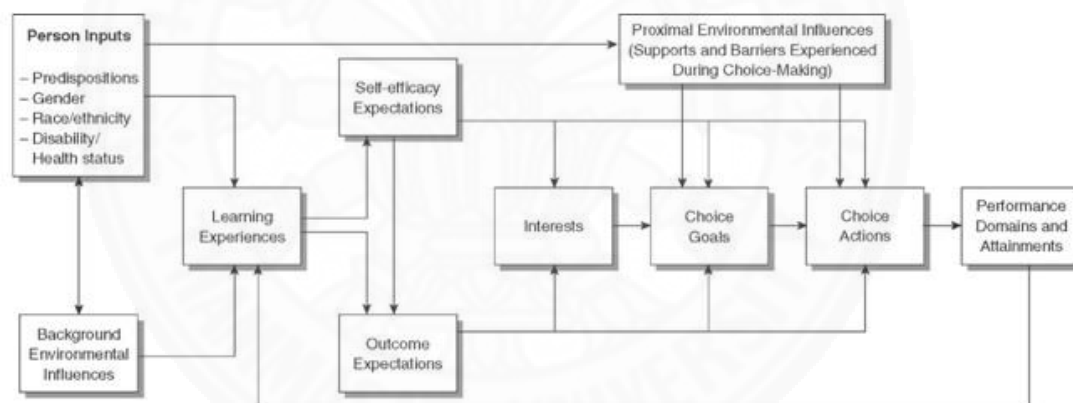 Person Inputs
– Predispositions
– Gender
– Race/ethnicity
– Disability/
Health status
Proximal Environmental Influences
(Supports and Barriers Experienced
During Choice-Making)
Self-efficacy
Expectations
Learning
Experiences
Interests
Choice
Goals
Choice
Actions
Performance
Domains and
Attainments
Background
Environmental
Influences
Outcome
Expectations